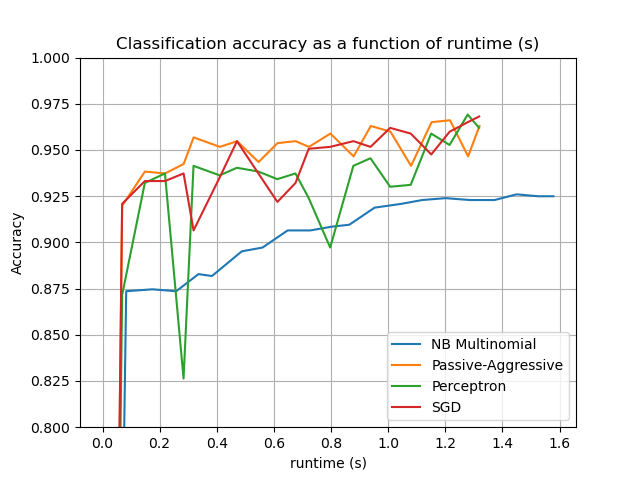 Classification accuracy as a function of runtime (s)
1.000
0.975
0.950
0.925
0.900
0.875
0.850
0.825
0.800
Accuracy
NB Multinomial
Passive-Aggressive
Perceptron
SGD
0.0 0.2 0.4 0.6 0.8 1.0 1.2 1.4 1.6
runtime (s)